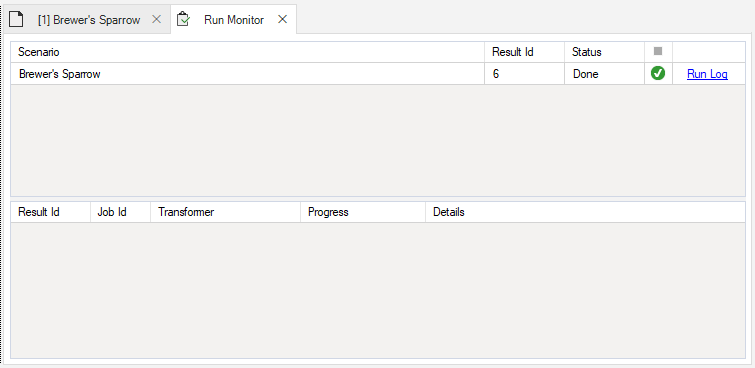 [1] Brewer's Sparrow Run Monitor
Scenario Result Id Status
Brewer's Sparrow 6 Done Run Log
Result Id Job Id Transformer Progress Details